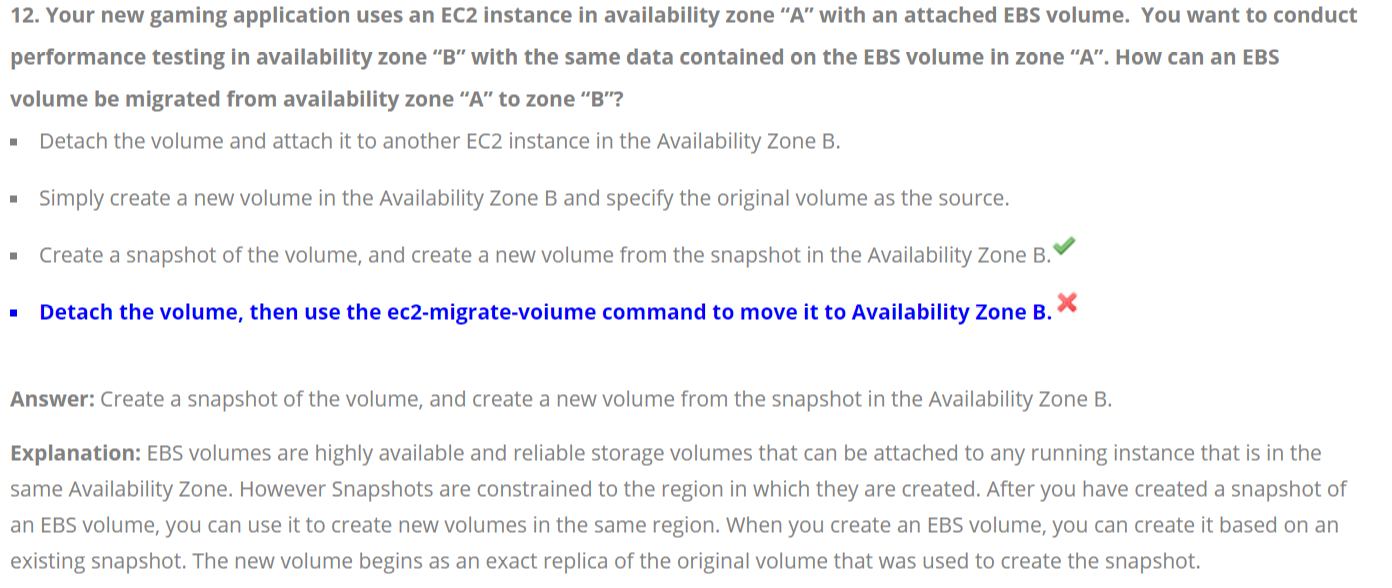 12. Your new gaming application uses an EC2 instance in availability zone “A” with an attached EBS volume.  You want to conduct
performance testing in availability zone “B” with the same data contained on the EBS volume in zone “A”. How can an EBS
volume be migrated from availability zone “A” to zone “B”?
▪ Detach the volume and attach it to another EC2 instance in the Availability Zone B.
▪ Simply create a new volume in the Availability Zone B and specify the original volume as the source.
▪ Create a snapshot of the volume, and create a new volume from the snapshot in the Availability Zone B.
▪ Detach the volume, then use the ec2-migrate-voiume command to move it to Availability Zone B.
Answer: Create a snapshot of the volume, and create a new volume from the snapshot in the Availability Zone B.
Explanation: EBS volumes are highly available and reliable storage volumes that can be attached to any running instance that is in the
same Availability Zone. However Snapshots are constrained to the region in which they are created. After you have created a snapshot of
an EBS volume, you can use it to create new volumes in the same region. When you create an EBS volume, you can create it based on an
existing snapshot. The new volume begins as an exact replica of the original volume that was used to create the snapshot.